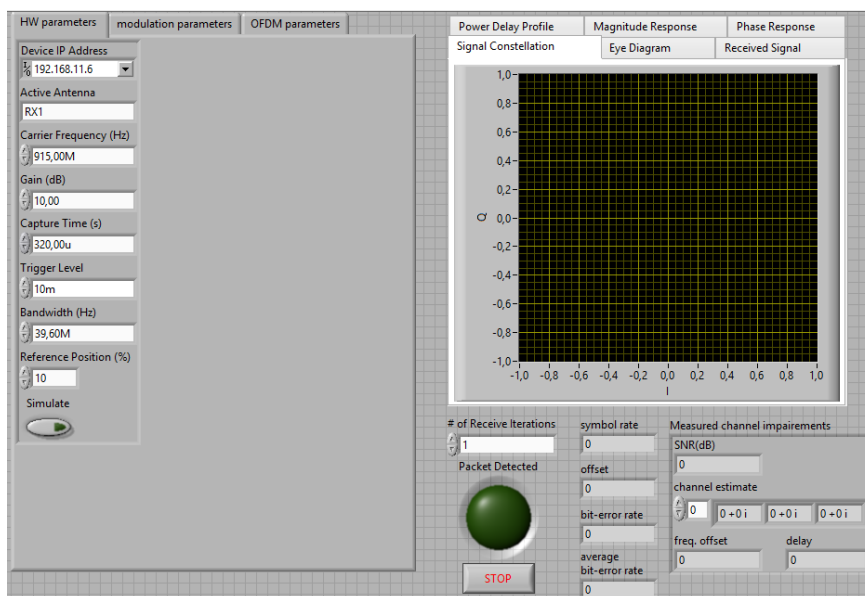 HW parameters
modulation parameters
OFDM parameters
Device IP Address
192.168.11.6
Active Antenna
RX1
Carrier Frequency (Hz)
915,00M
Gain (dB)
10,00
Capture Time (s)
320,00u
Trigger Level
10m
Bandwidth (Hz)
39,60M
Reference Position (%)
10
Simulate
Power Delay Profile
Magnitude Response
Phase Response
Signal Constellation
Eye Diagram
Received Signal
1,0
0,8
0,6
0,4
0,2
Q
0,0
-0,2
-0,4
-0,6
-0,8
-1,0
-1,0 -0,8 -0,6 -0,4 -0,2 0,0 0,2 0,4 0,6 0,8 1,0
I
# of Receive Iterations
1
Packet Detected
STOP
symbol rate
0
offset
0
bit-error rate
0
average
bit-error rate
0
Measured channel impairements
SNR(dB)
0
channel estimate
0
0 +0 i
0 +0 i
0 +0 i
freq. offset
0
delay
0